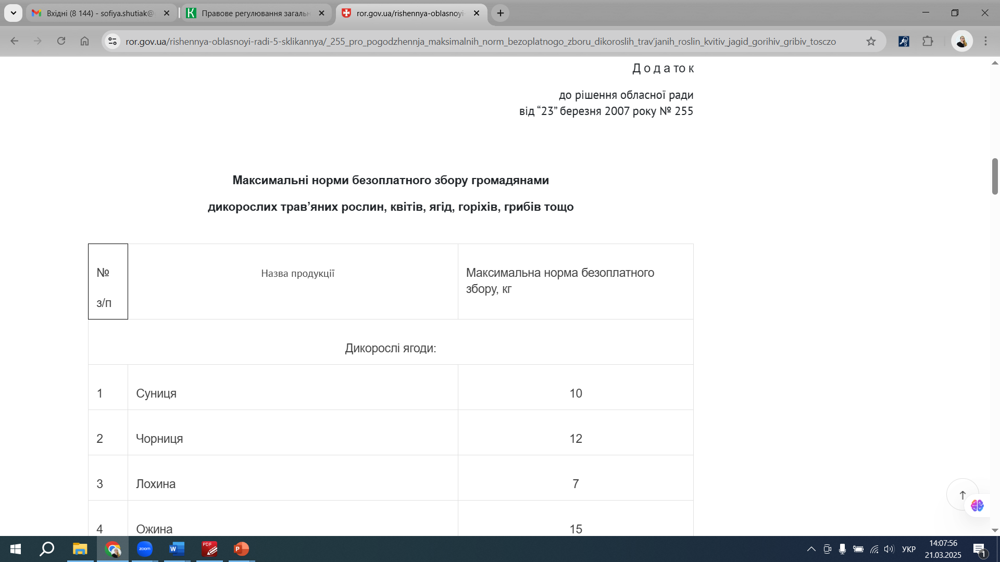 Вхідні (8 144) - sofiya.shutiak@
Правове регулювання загальн
ror.gov.ua/rishennya-oblasnoyi-
ror.gov.ua/rishennya-oblasnoyi-radi-5-sklikannya/_255_pro_pogodzhennja_maksimalnih_norm_bezoplatnogo_zboru_dikoroslih_trav’janih_roslin_kvitiv_jagid_gorihiv_gribiv_tosczo
Д о д а то к
до рішення обласної ради
від “23” березня 2007 року № 255
Максимальні норми безоплатного збору громадянами
дикорослих трав’яних рослин, квітів, ягід, горіхів, грибів тощо
№
з/п
Назва продукції
Максимальна норма безоплатного
збору, кг
Дикорослі ягоди:
1 Суниця 10
2 Чорниця 12
3 Лохина 7
4 Ожина 15
zoom
W
PDF
P
УКР
14:07:56
21.03.2025
1